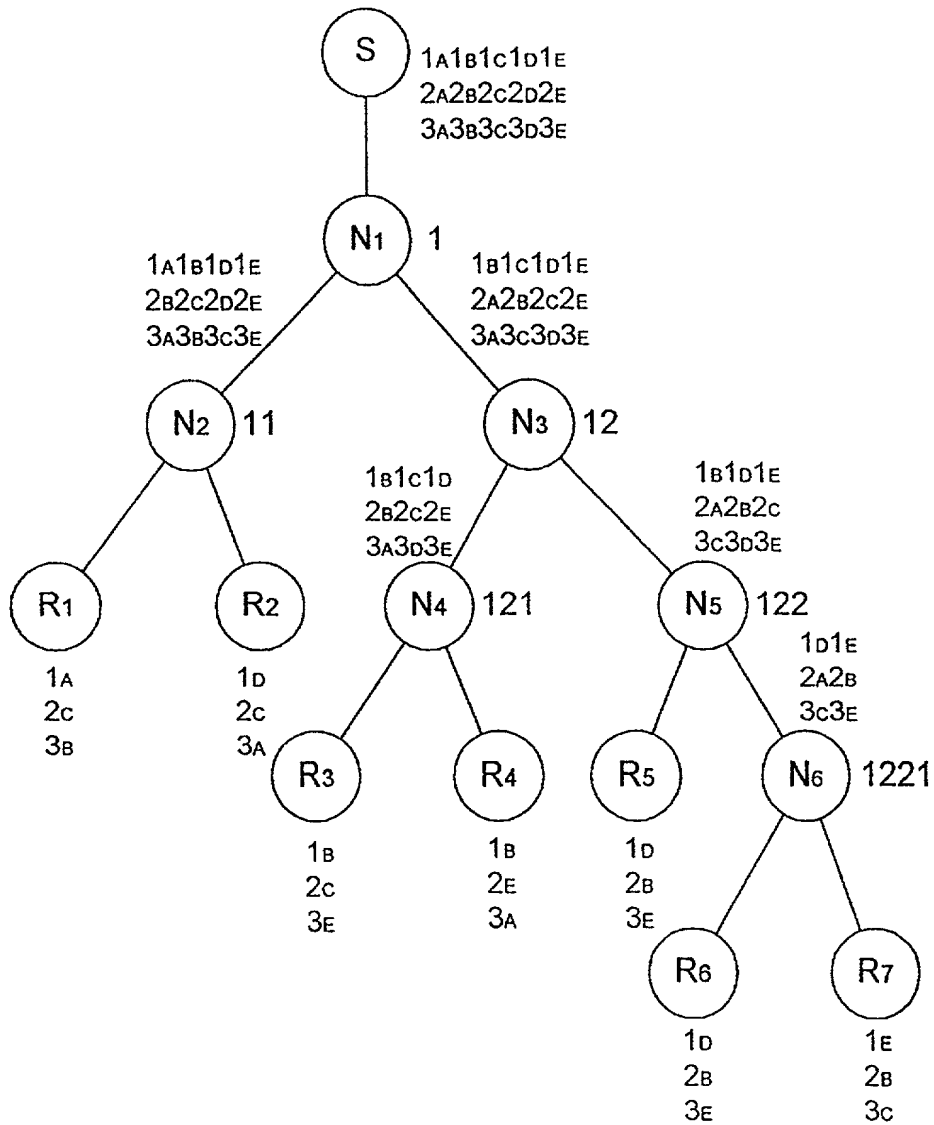 S
1A1B1C1D1E
2A2B2C2D2E
3A3B3C3D3E
N1 1
1A1B1D1E
2B2C2D2E
3A3B3C3E
1B1C1D1E
2A2B2C2E
3A3C3D3E
N2 11
N3 12
1B1C1D
2B2C2E
3A3D3E
1B1D1E
2A2B2C
3C3D3E
R1
R2
N4 121
N5 122
1A
2C
3B
1D
2C
3A
1D1E
2A2B
3C3E
R3
R4
R5
N6 1221
1B
2C
3E
1B
2E
3A
1D
2B
3E
R6
R7
1D
2B
3E
1E
2B
3C